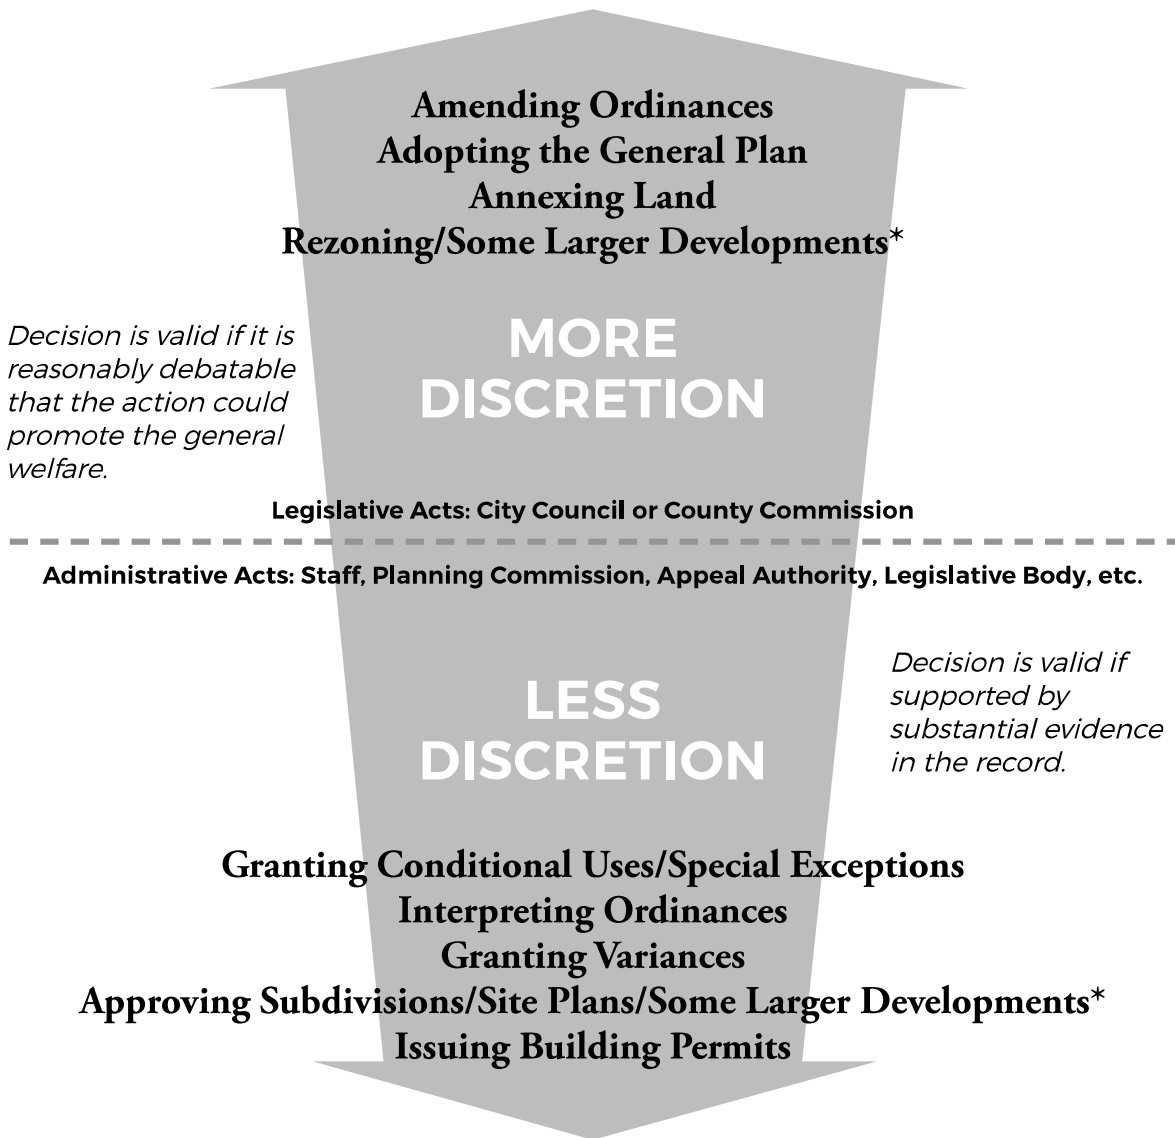 Amending Ordinances
Adopting the General Plan
Annexing Land
Rezoning/Some Larger Developments*
MORE
DISCRETION
Decision is valid if it is
reasonably debatable
that the action could
promote the general
welfare.
Legislative Acts: City Council or County Commission
Administrative Acts: Staff, Planning Commission, Appeal Authority, Legislative Body, etc.
LESS
DISCRETION
Decision is valid if
supported by
substantial evidence
in the record.
Granting Conditional Uses/Special Exceptions
Interpreting Ordinances
Granting Variances
Approving Subdivisions/Site Plans/Some Larger Developments*
Issuing Building Permits